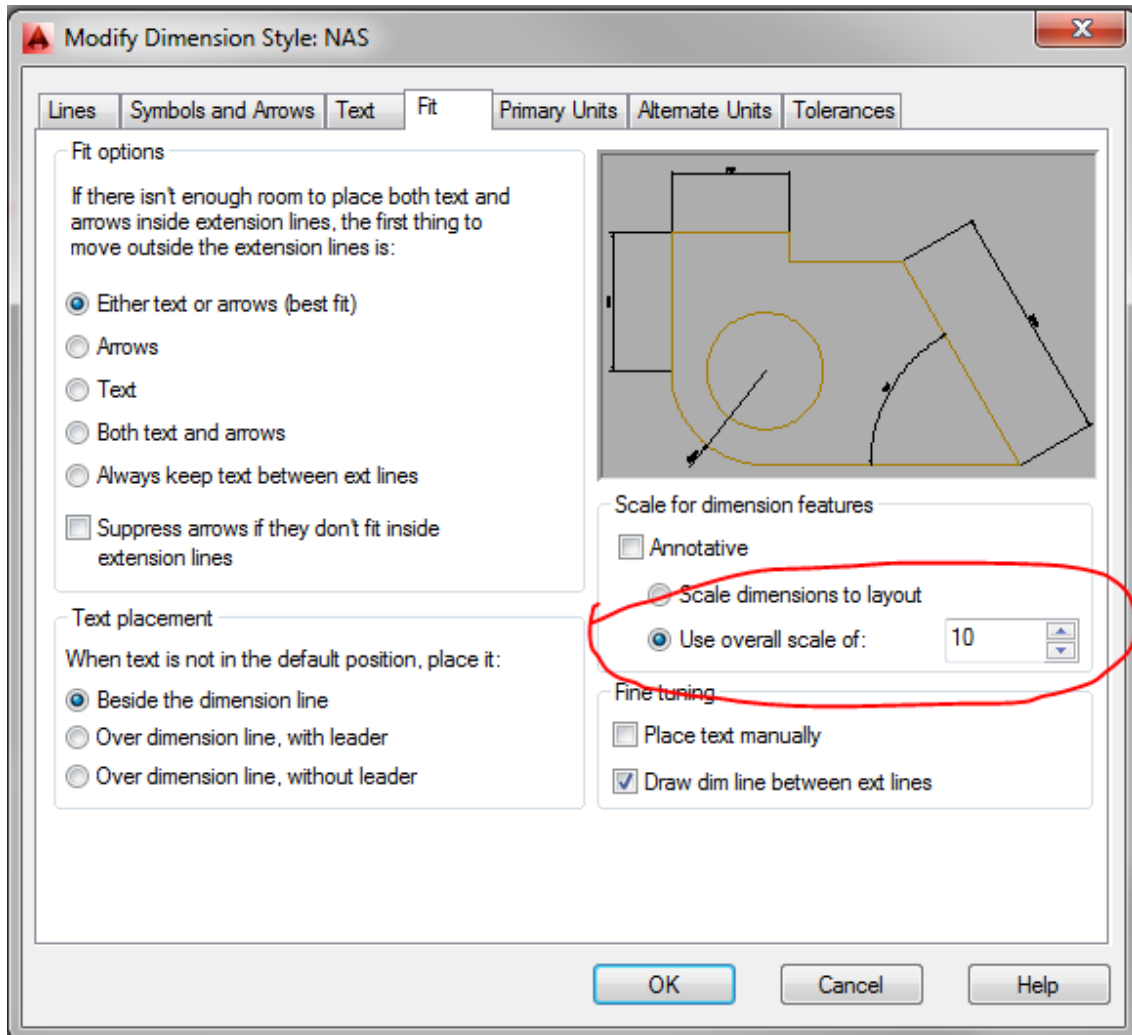 Modify Dimension Style: NAS
Lines
Symbols and Arrows
Text
Fit
Primary Units
Alternate Units
Tolerances
Fit options
If there isn't enough room to place both text and
arrows inside extension lines, the first thing to
move outside the extension lines is:
Either text or arrows (best fit)
Arrows
Text
Both text and arrows
Always keep text between ext lines
Suppress arrows if they don't fit inside
extension lines
Text placement
When text is not in the default position, place it:
Beside the dimension line
Over dimension line, with leader
Over dimension line, without leader
Scale for dimension features
Annotative
Scale dimensions to layout
Use overall scale of: 10
Fine tuning
Place text manually
Draw dim line between ext lines
OK
Cancel
Help